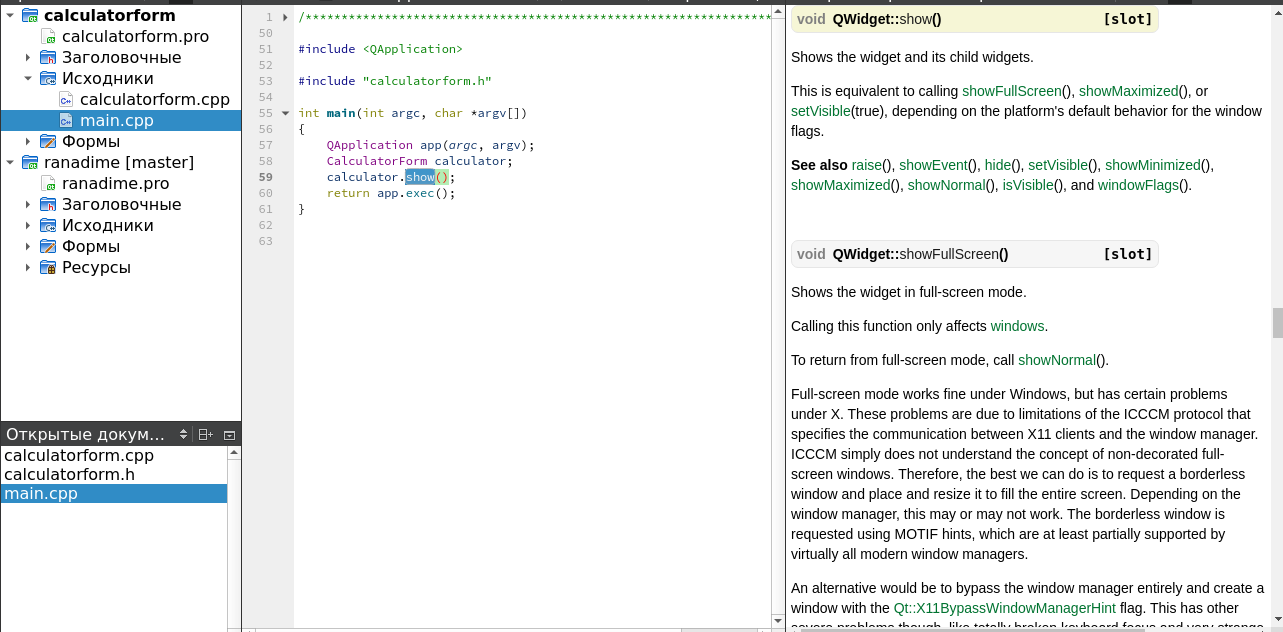 calculatorform
calculatorform.pro
Заголовочные
Исходники
calculatorform.cpp
main.cpp
Формы
ranadime [master]
ranadime.pro
Заголовочные
Исходники
Формы
Ресурсы
Открытые докум...
calculatorform.cpp
calculatorform.h
main.cpp
1 /*****************************************************************
50
51 #include <QApplication>
52
53 #include "calculatorform.h"
54
55 int main(int argc, char *argv[])
56 {
57     QApplication app(argc, argv);
58     CalculatorForm calculator;
59     calculator.show();
60     return app.exec();
61 }
62
63
void QWidget::show() [slot]
Shows the widget and its child widgets.
This is equivalent to calling showFullScreen(), showMaximized(), or
setVisible(true), depending on the platform's default behavior for the window
flags.
See also raise(), showEvent(), hide(), setVisible(), showMinimized(),
showMaximized(), showNormal(), isVisible(), and windowFlags().
void QWidget::showFullScreen() [slot]
Shows the widget in full-screen mode.
Calling this function only affects windows.
To return from full-screen mode, call showNormal().
Full-screen mode works fine under Windows, but has certain problems
under X. These problems are due to limitations of the ICCCM protocol that
specifies the communication between X11 clients and the window manager.
ICCCM simply does not understand the concept of non-decorated full-
screen windows. Therefore, the best we can do is to request a borderless
window and place and resize it to fill the entire screen. Depending on the
window manager, this may or may not work. The borderless window is
requested using MOTIF hints, which are at least partially supported by
virtually all modern window managers.
An alternative would be to bypass the window manager entirely and create a
window with the Qt::X11BypassWindowManagerHint flag. This has other
severe problems though, like totally broken keyboard focus and very strange